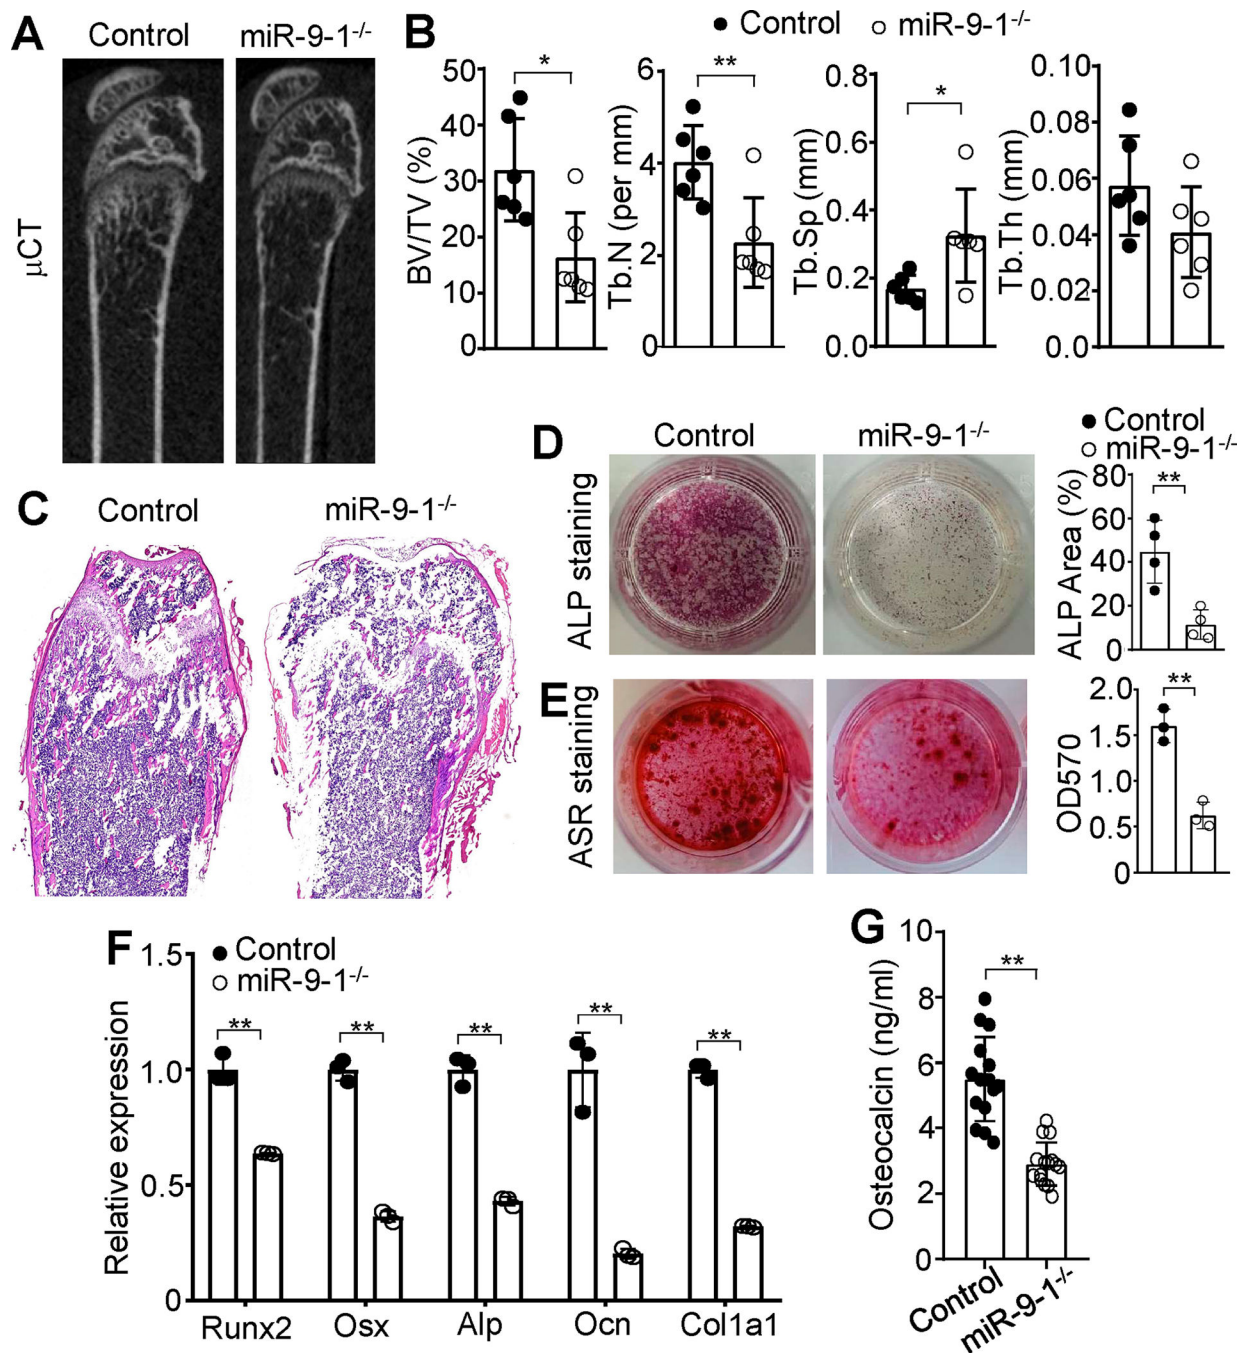 A
Control
miR-9-1-/-
μCT
B
Control
miR-9-1-/-
BV/TV (%)
50
40
30
20
10
0
*
Tb.N (per mm)
6
4
2
0
**
Tb.Sp (mm)
0.8
0.6
0.4
0.2
0.0
*
Tb.Th (mm)
0.10
0.08
0.06
0.04
0.02
0.00
C
Control
miR-9-1-/-
D
Control
miR-9-1-/-
ALP staining
Control
miR-9-1-/-
ALP Area (%)
80
60
40
20
0
**
E
ASR staining
OD570
2.0
1.5
1.0
0.5
0
**
F
Control
miR-9-1-/-
Relative expression
1.5
1.0
0.5
0
**
**
**
**
**
Runx2
Osx
Alp
Ocn
Col1a1
G
Osteocalcin (ng/ml)
10
8
6
4
2
0
**
Control
miR-9-1-/-